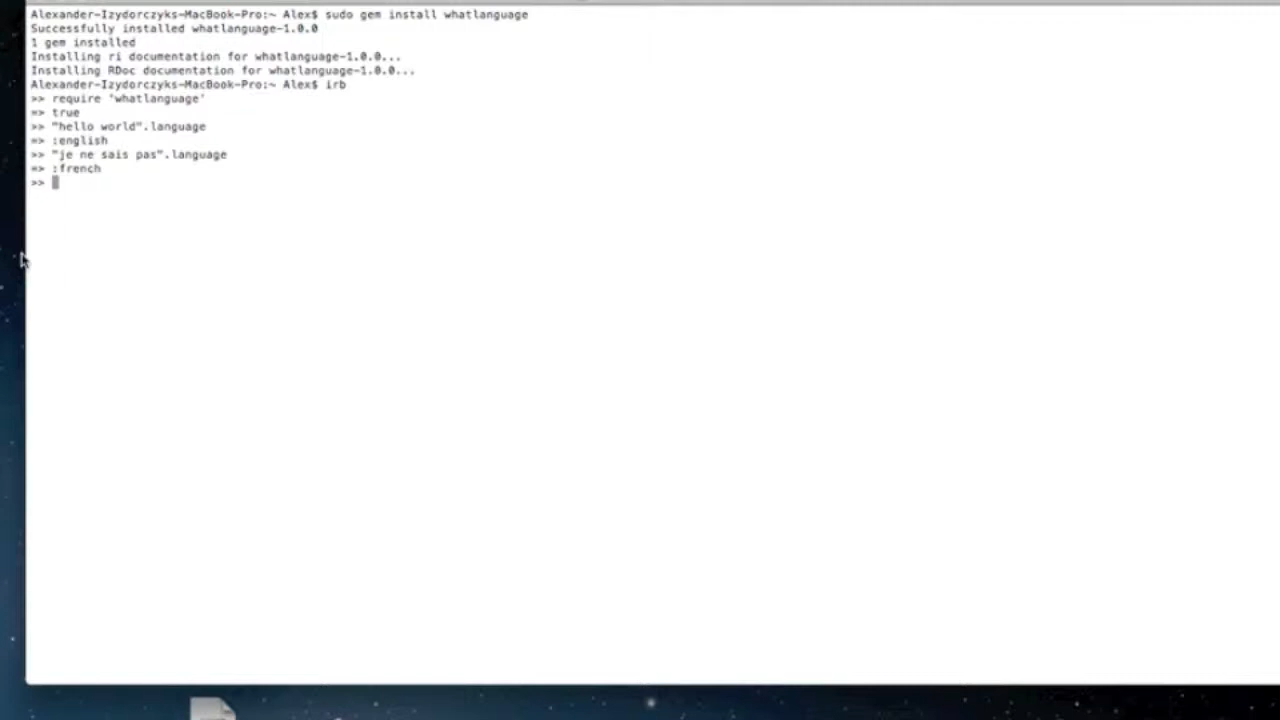 Alexander-Izydorczyks-MacBook-Pro:~ Alex$ sudo gem install whatlanguage
Successfully installed whatlanguage-1.0.0
1 gem installed
Installing ri documentation for whatlanguage-1.0.0...
Installing RDoc documentation for whatlanguage-1.0.0...
Alexander-Izydorczyks-MacBook-Pro:~ Alex$ irb
>> require 'whatlanguage'
=> true
>> "hello world".language
=> :english
>> "je ne sais pas".language
=> :french
>>